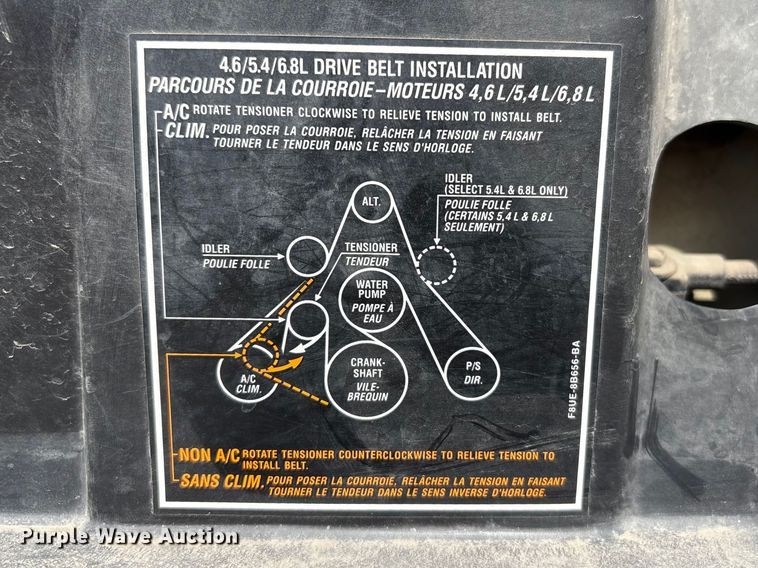 4.6/5.4/6.8L DRIVE BELT INSTALLATION
PARCOURS DE LA COURROIE–MOTEURS 4,6 L/5,4 L/6,8 L
A/C ROTATE TENSIONER CLOCKWISE TO RELIEVE TENSION TO INSTALL BELT.
CLIM. POUR POSER LA COURROIE, RELÂCHER LA TENSION EN FAISANT
TOURNER LE TENDEUR DANS LE SENS D'HORLOGE.
ALT.
IDLER
(SELECT 5.4L & 6.8L ONLY)
POULIE FOLLE
(CERTAINS 5,4 L & 6,8 L
SEULEMENT)
IDLER
POULIE FOLLE
TENSIONER
TENDEUR
WATER
PUMP
POMPE À
EAU
A/C
CLIM.
CRANK-
SHAFT
VILE-
BREQUIN
P/S
DIR.
F8UE-8B656-BA
NON A/C ROTATE TENSIONER COUNTERCLOCKWISE TO RELIEVE TENSION TO
INSTALL BELT.
SANS CLIM. POUR POSER LA COURROIE, RELÂCHER LA TENSION EN FAISANT
TOURNER LE TENDEUR DANS LE SENS INVERSE D'HORLOGE.
Purple Wave Auction